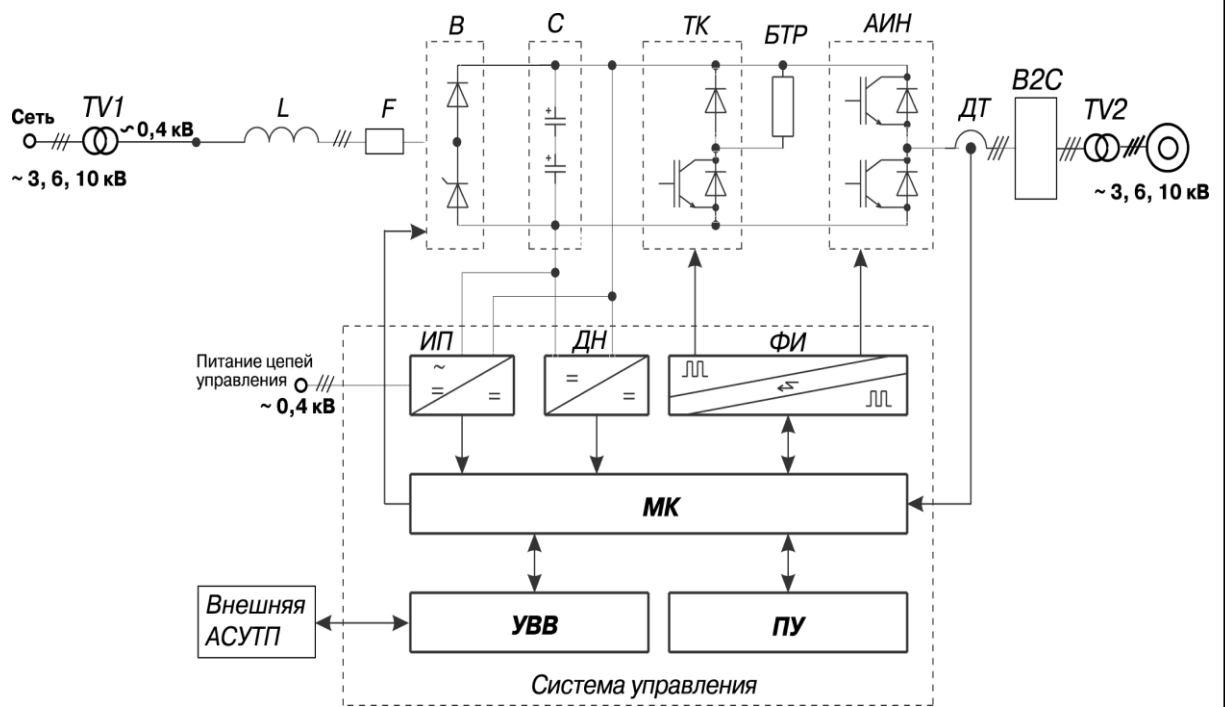 В
С
ТК
БТР
АИН
Сеть
TV1
~ 0,4 кВ
L
F
ДТ
В2С
TV2
~ 3, 6, 10 кВ
~ 3, 6, 10 кВ
+
+
ИП
ДН
ФИ
Питание цепей
управления
~ 0,4 кВ
~
=
=
=
=
МК
Внешняя
АСУТП
УВВ
ПУ
Система управления